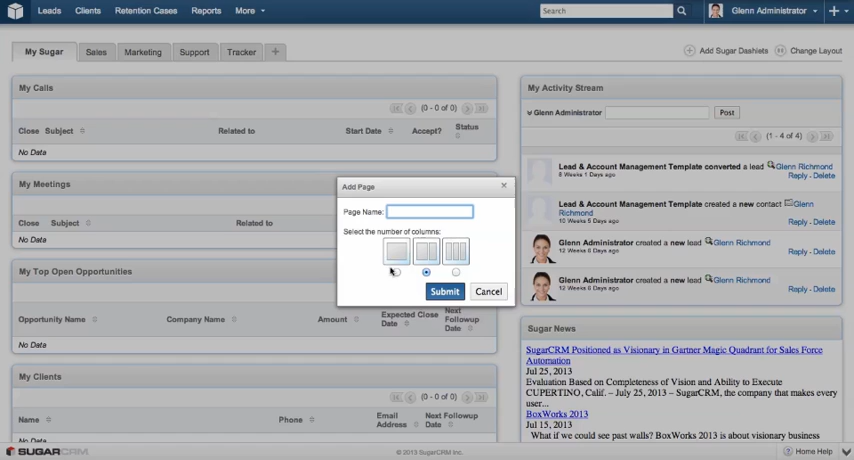 Leads Clients Retention Cases Reports More Search Glenn Administrator
My Sugar Sales Marketing Support Tracker + Add Sugar Dashlets Change Layout
My Calls
(0 - 0 of 0)
Close Subject Related to Start Date Accept? Status
No Data
My Meetings
Close Subject Related to
No Data
My Top Open Opportunities
Opportunity Name Company Name Amount Expected Close Date Next Followup Date
No Data
My Clients
(0 - 0 of 0)
Name Phone Email Address Next Followup Date
Add Page
Page Name:
Select the number of columns:
Submit Cancel
My Activity Stream
Glenn Administrator Post
(1 - 4 of 4)
Lead & Account Management Template converted a lead Glenn Richmond
8 Weeks 1 Days ago
Reply - Delete
Lead & Account Management Template created a new contact Glenn
Richmond
10 Weeks 5 Days ago
Reply - Delete
Glenn Administrator created a new lead Glenn Richmond
12 Weeks 6 Days ago
Reply - Delete
Glenn Administrator created a new lead Glenn Richmond
12 Weeks 6 Days ago
Reply - Delete
Sugar News
SugarCRM Positioned as Visionary in Gartner Magic Quadrant for Sales Force
Automation
Jul 25, 2013
Evaluation Based on Completeness of Vision and Ability to Execute
CUPERTINO, Calif. – July 25, 2013 – SugarCRM, the company that makes every
user...
BoxWorks 2013
Jul 15, 2013
What if we could see past walls? BoxWorks 2013 is about visionary business
SUGARCRM © 2013 SugarCRM Inc. Home Help